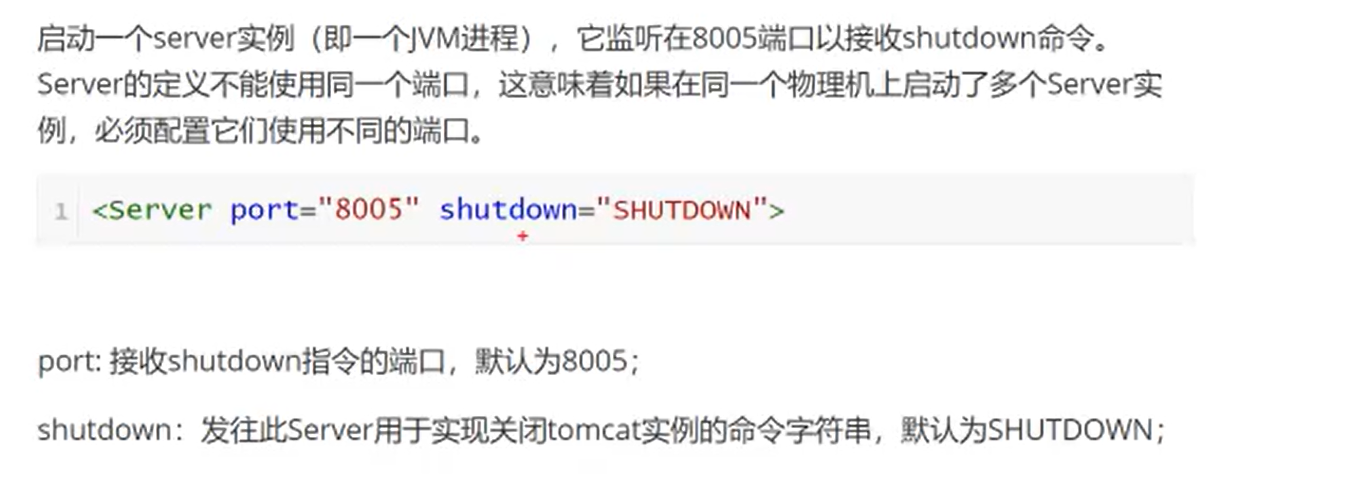 启动一个server实例（即一个JVM进程），它监听在8005端口以接收shutdown命令。
Server的定义不能使用同一个端口，这意味着如果在同一个物理机上启动了多个Server实
例，必须配置它们使用不同的端口。
1 <Server port="8005" shutdown="SHUTDOWN">
port: 接收shutdown指令的端口，默认为8005；
shutdown：发往此Server用于实现关闭tomcat实例的命令字符串，默认为SHUTDOWN；